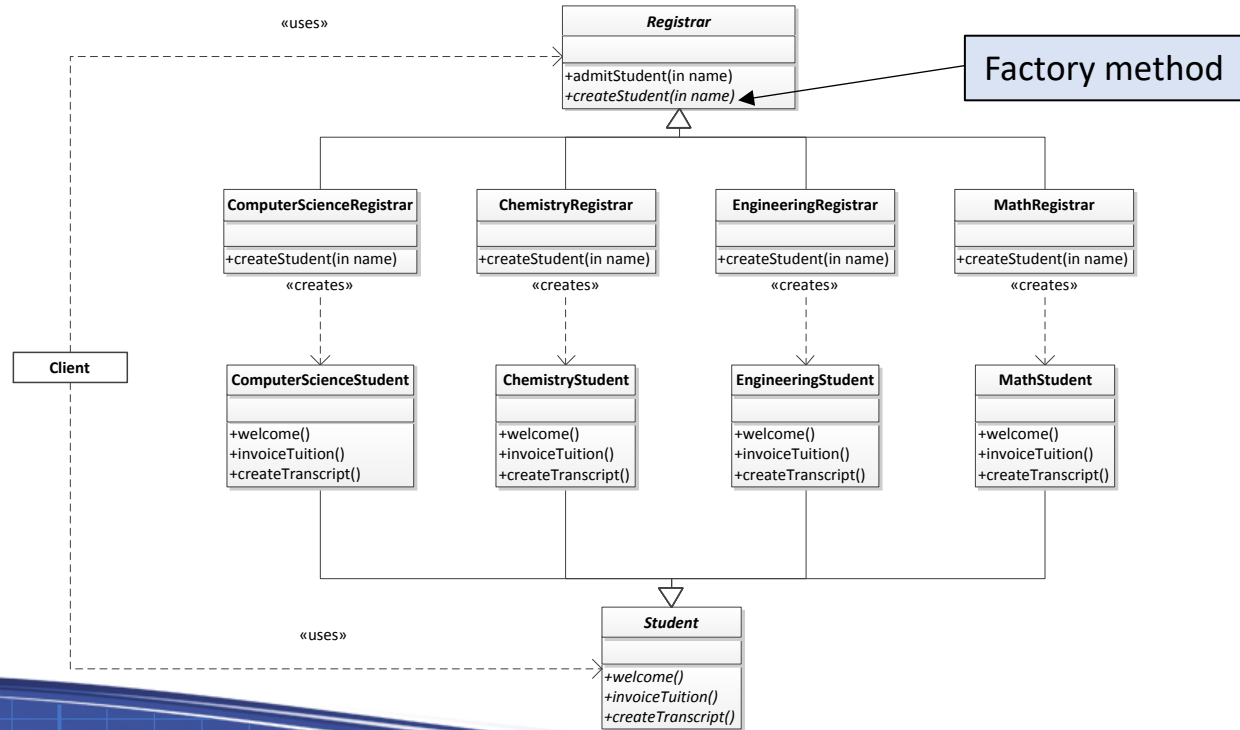 «uses»
Registrar
+admitStudent(in name)
+createStudent(in name)
Factory method
ComputerScienceRegistrar
+createStudent(in name)
ChemistryRegistrar
+createStudent(in name)
EngineeringRegistrar
+createStudent(in name)
MathRegistrar
+createStudent(in name)
«creates»
«creates»
«creates»
«creates»
Client
ComputerScienceStudent
+welcome()
+invoiceTuition()
+createTranscript()
ChemistryStudent
+welcome()
+invoiceTuition()
+createTranscript()
EngineeringStudent
+welcome()
+invoiceTuition()
+createTranscript()
MathStudent
+welcome()
+invoiceTuition()
+createTranscript()
«uses»
Student
+welcome()
+invoiceTuition()
+createTranscript()